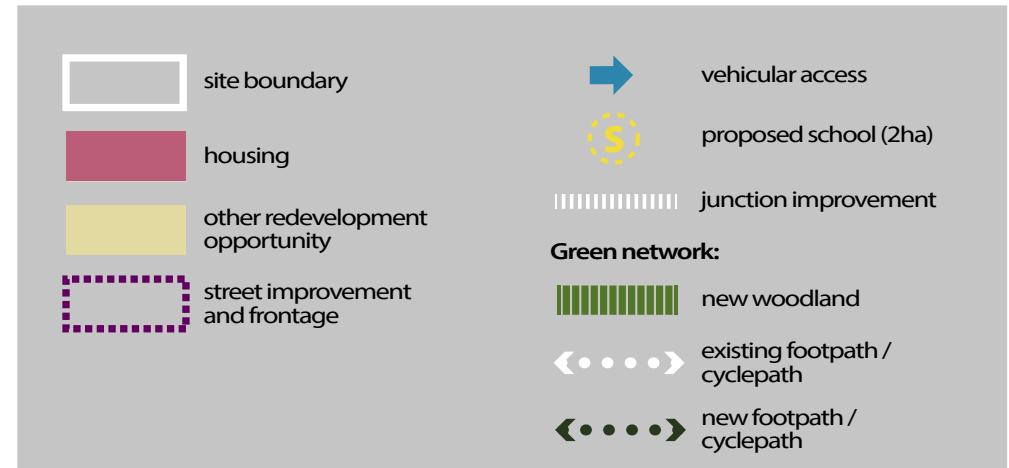 site boundary
housing
other redevelopment
opportunity
street improvement
and frontage
vehicular access
S
proposed school (2ha)
junction improvement
Green network:
new woodland
existing footpath /
cyclepath
new footpath /
cyclepath